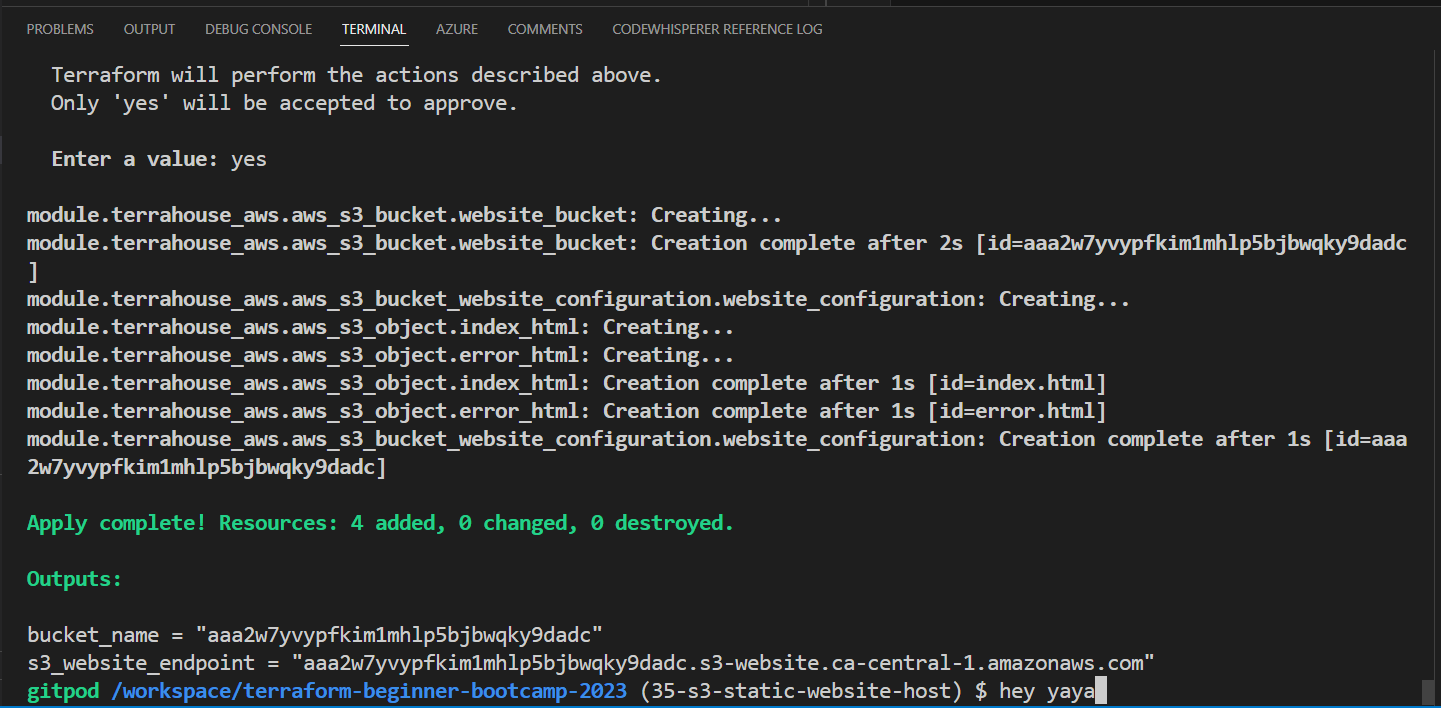 PROBLEMS OUTPUT DEBUG CONSOLE TERMINAL AZURE COMMENTS CODEWHISPERER REFERENCE LOG
Terraform will perform the actions described above.
Only 'yes' will be accepted to approve.
Enter a value: yes
module.terrahouse_aws.aws_s3_bucket.website_bucket: Creating...
module.terrahouse_aws.aws_s3_bucket.website_bucket: Creation complete after 2s [id=aaa2w7yvypfkim1mhlp5bjbwqky9dadc
]
module.terrahouse_aws.aws_s3_bucket_website_configuration.website_configuration: Creating...
module.terrahouse_aws.aws_s3_object.index_html: Creating...
module.terrahouse_aws.aws_s3_object.error_html: Creating...
module.terrahouse_aws.aws_s3_object.index_html: Creation complete after 1s [id=index.html]
module.terrahouse_aws.aws_s3_object.error_html: Creation complete after 1s [id=error.html]
module.terrahouse_aws.aws_s3_bucket_website_configuration.website_configuration: Creation complete after 1s [id=aaa
2w7yvypfkim1mhlp5bjbwqky9dadc]
Apply complete! Resources: 4 added, 0 changed, 0 destroyed.
Outputs:
bucket_name = "aaa2w7yvypfkim1mhlp5bjbwqky9dadc"
s3_website_endpoint = "aaa2w7yvypfkim1mhlp5bjbwqky9dadc.s3-website.ca-central-1.amazonaws.com"
gitpod /workspace/terraform-beginner-bootcamp-2023 (35-s3-static-website-host) $ hey yaya